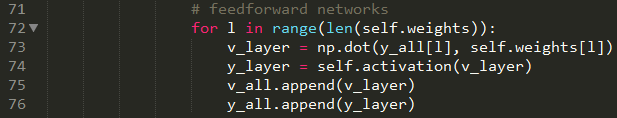 71 # feedforward networks
72 for l in range(len(self.weights)):
73 v_layer = np.dot(y_all[l], self.weights[l])
74 y_layer = self.activation(v_layer)
75 v_all.append(v_layer)
76 y_all.append(y_layer)